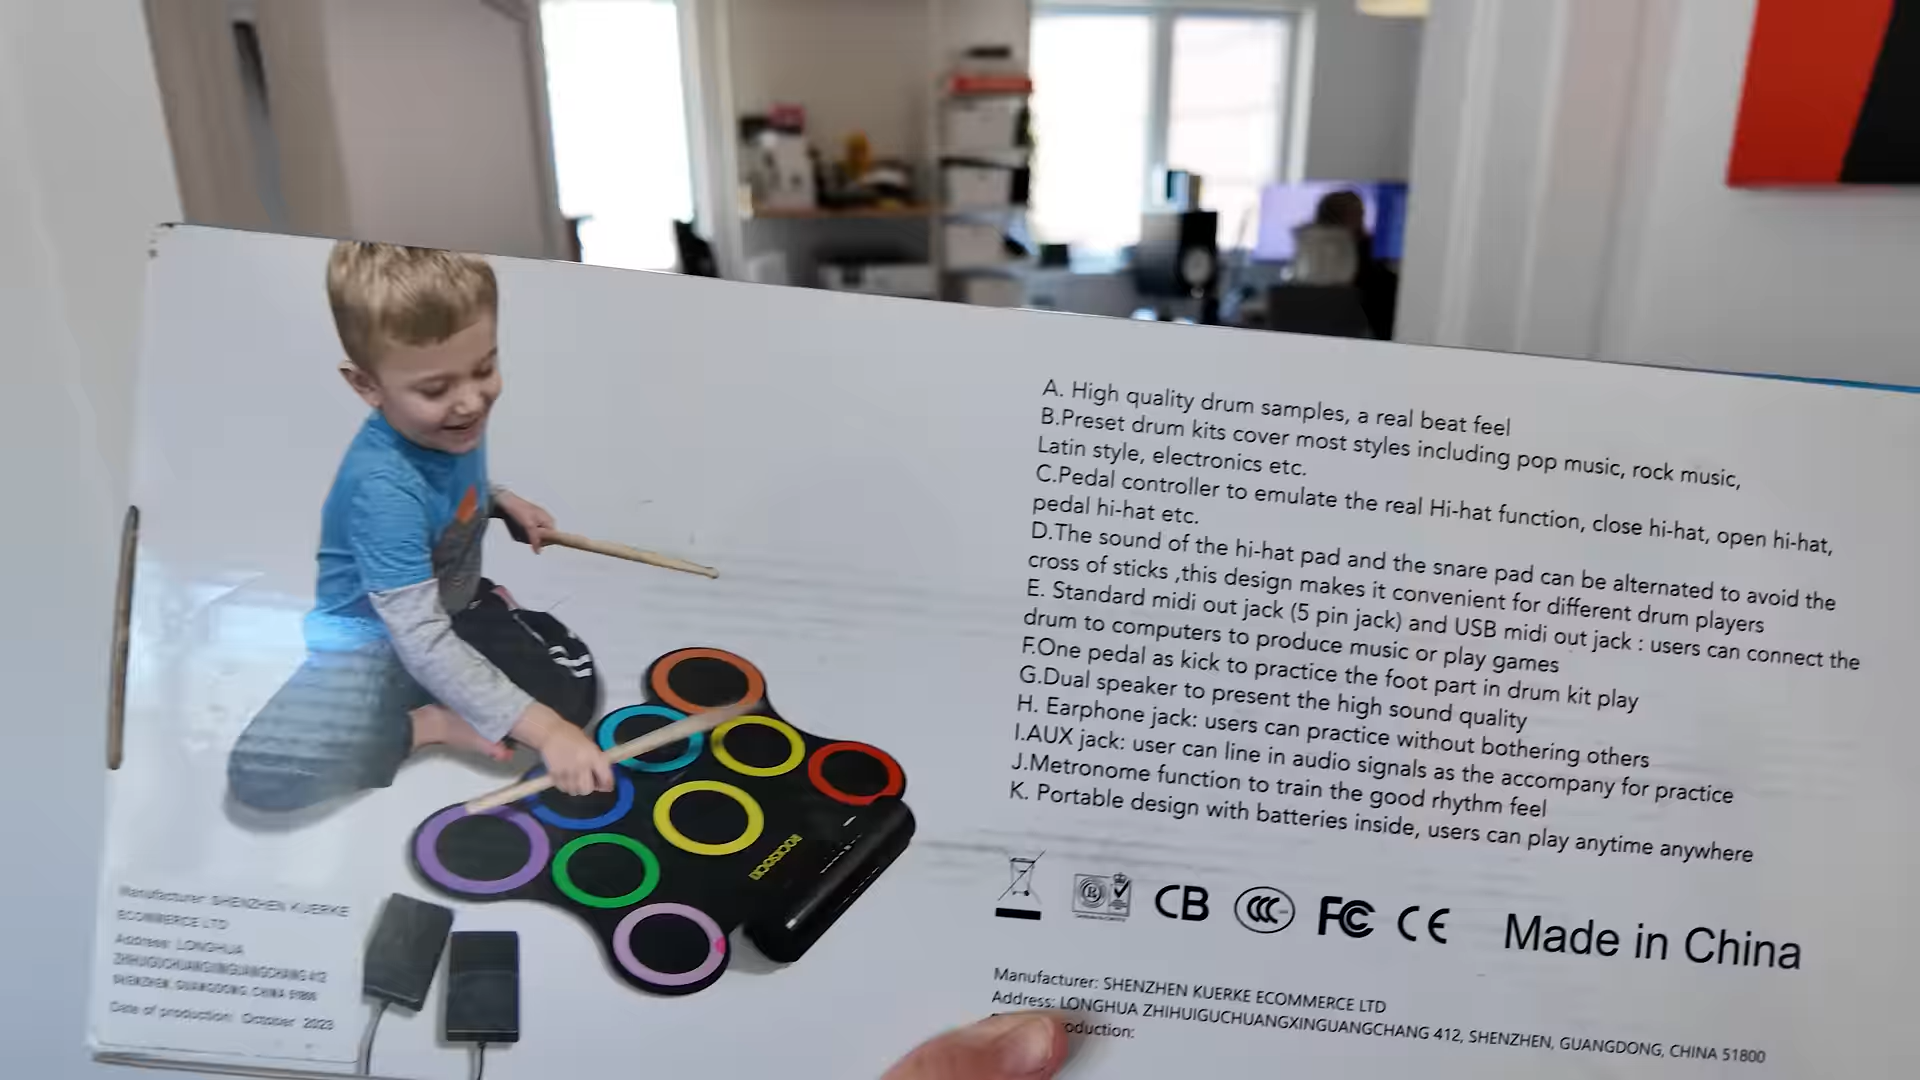 A. High quality drum samples, a real beat feel
B.Preset drum kits cover most styles including pop music, rock music,
Latin style, electronics etc.
C.Pedal controller to emulate the real Hi-hat function, close hi-hat, open hi-hat,
pedal hi-hat etc.
D.The sound of the hi-hat pad and the snare pad can be alternated to avoid the
cross of sticks ,this design makes it convenient for different drum players
E. Standard midi out jack (5 pin jack) and USB midi out jack : users can connect the
drum to computers to produce music or play games
F.One pedal as kick to practice the foot part in drum kit play
G.Dual speaker to present the high sound quality
H. Earphone jack: users can practice without bothering others
I.AUX jack: user can line in audio signals as the accompany for practice
J.Metronome function to train the good rhythm feel
K. Portable design with batteries inside, users can play anytime anywhere
CB CCC FC CE Made in China
Manufacturer: SHENZHEN KUERKE ECOMMERCE LTD
Address: LONGHUA ZHIHUIGUCHUANGXINGUANGCHANG 412, SHENZHEN, GUANGDONG, CHINA 51800
oduction:
Manufacturer: SHENZHEN KUERKE
ECOMMERCE LTD
Address: LONGHUA
ZHIHUIGUCHUANGXINGUANGCHANG 412
SHENZHEN, GUANGDONG, CHINA 51800
Date of production: October 2023